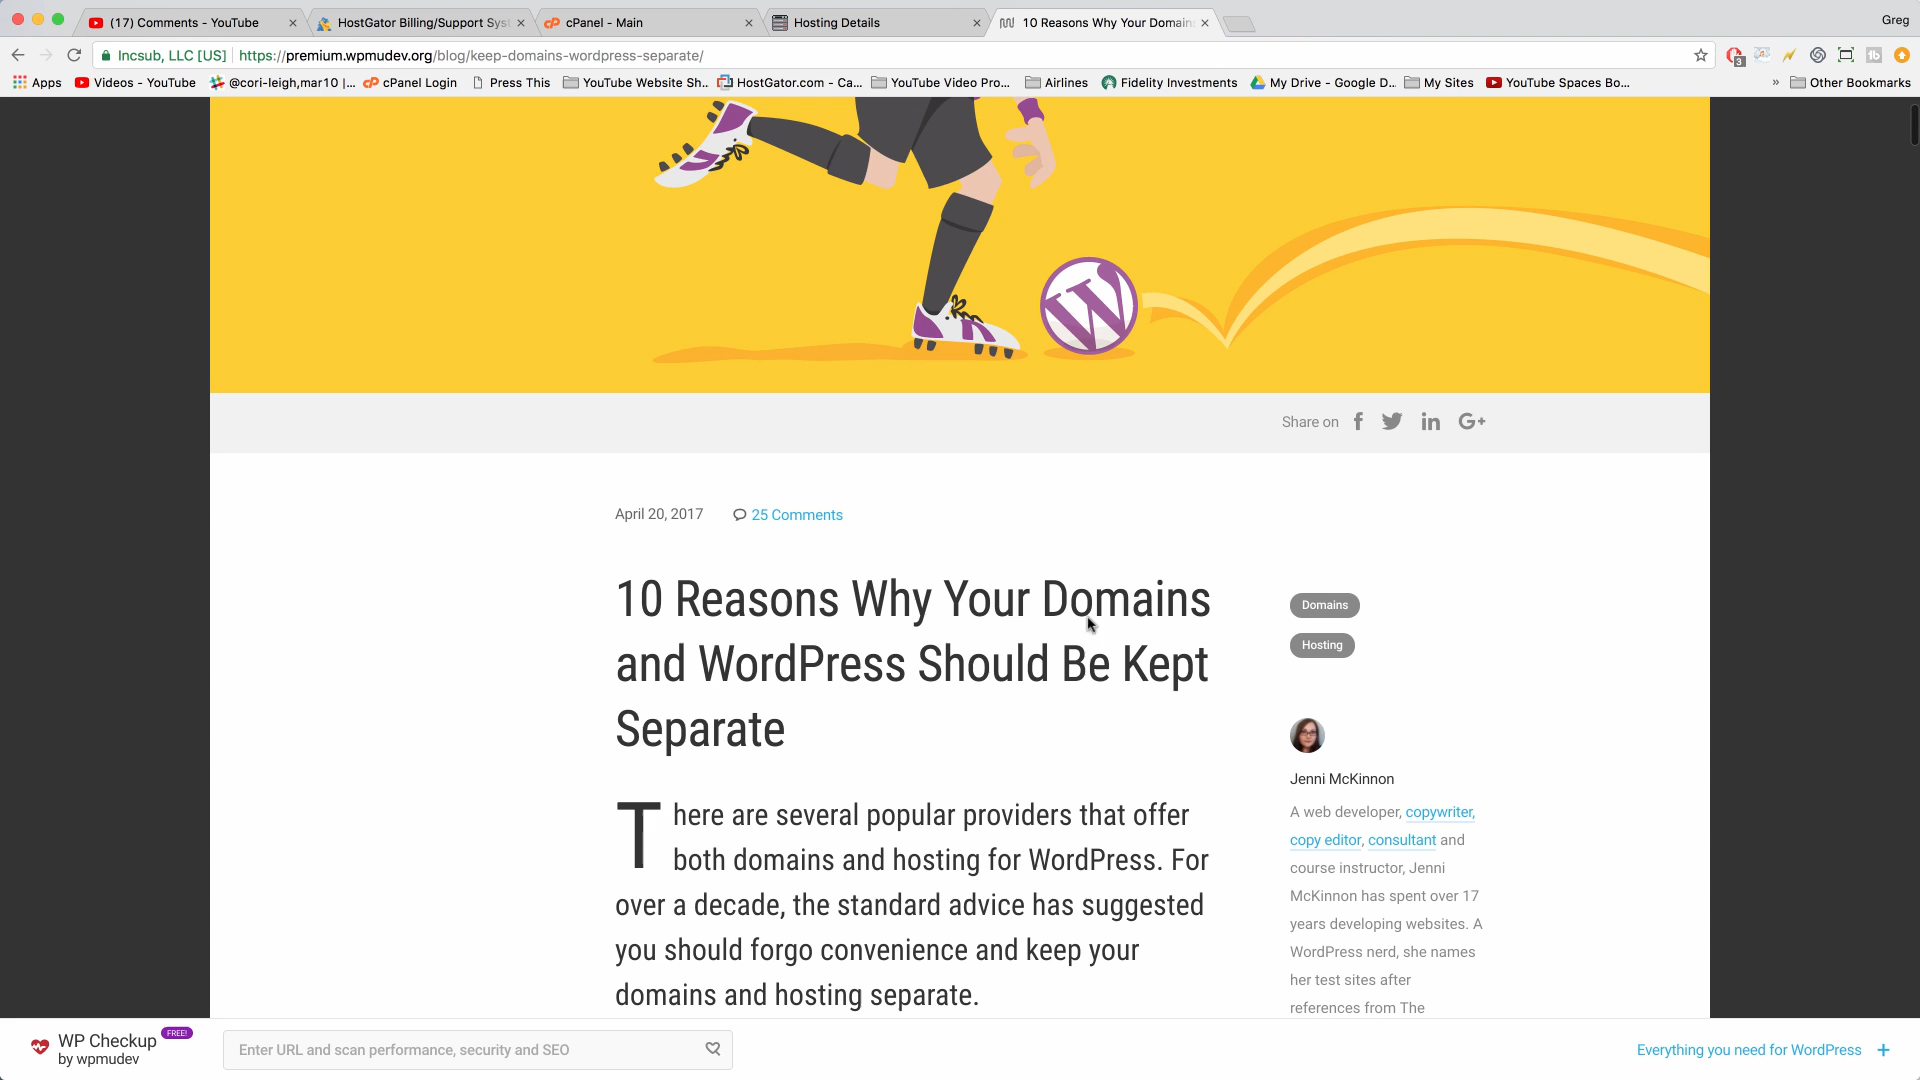 (17) Comments - YouTube
HostGator Billing/Support Sys
cPanel - Main
Hosting Details
10 Reasons Why Your Domain
Greg
Incsub, LLC [US]
https://premium.wpmudev.org/blog/keep-domains-wordpress-separate/
3
Apps
Videos - YouTube
@cori-leigh,mar10 |...
cPanel Login
Press This
YouTube Website Sh...
HostGator.com - Ca...
YouTube Video Pro...
Airlines
Fidelity Investments
My Drive - Google D...
My Sites
YouTube Spaces Bo...
»
Other Bookmarks
Share on
April 20, 2017
25 Comments
10 Reasons Why Your Domains
and WordPress Should Be Kept
Separate
Domains
Hosting
There are several popular providers that offer
both domains and hosting for WordPress. For
over a decade, the standard advice has suggested
you should forgo convenience and keep your
domains and hosting separate.
Jenni McKinnon
A web developer, copywriter,
copy editor, consultant and
course instructor, Jenni
McKinnon has spent over 17
years developing websites. A
WordPress nerd, she names
her test sites after
references from The
WP Checkup FREE!
by wpmudev
Enter URL and scan performance, security and SEO
Everything you need for WordPress +